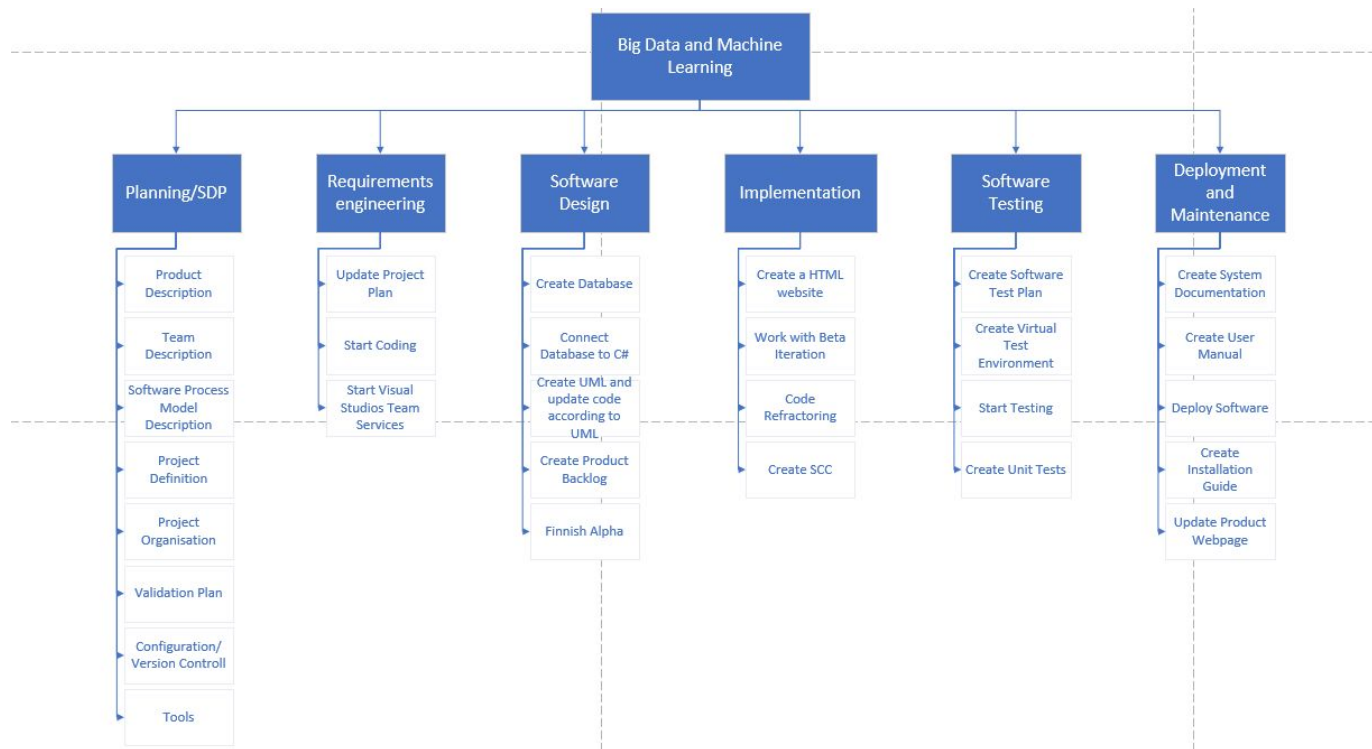 Big Data and Machine
Learning
Planning/SDP
Product
Description
Team
Description
Software Process
Model
Description
Project
Definition
Project
Organisation
Validation Plan
Configuration/
Version Controll
Tools
Requirements
engineering
Update Project
Plan
Start Coding
Start Visual
Studios Team
Services
Software
Design
Create Database
Connect
Database to C#
Create UML and
update code
according to
UML
Create Product
Backlog
Finnish Alpha
Implementation
Create a HTML
website
Work with Beta
Iteration
Code
Refractoring
Create SCC
Software
Testing
Create Software
Test Plan
Create Virtual
Test
Environment
Start Testing
Create Unit Tests
Deployment
and
Maintenance
Create System
Documentation
Create User
Manual
Deploy Software
Create
Installation
Guide
Update Product
Webpage